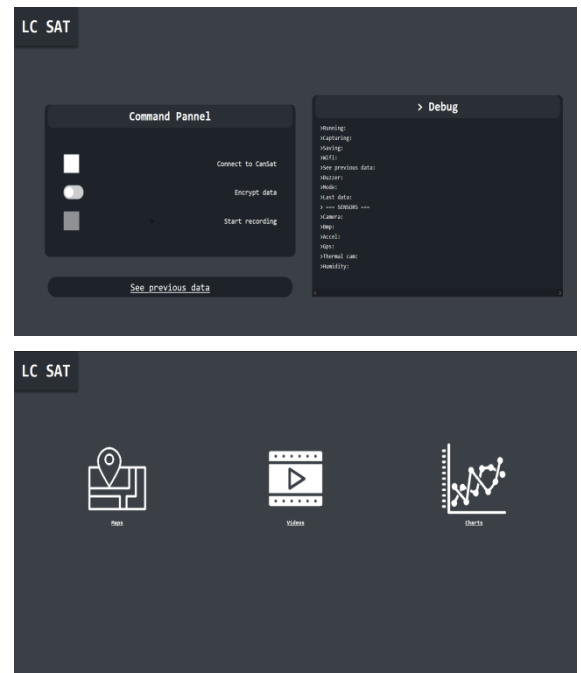 LC SAT
Command Pannel
Connect to CanSat
Encrypt data
Start recording
See previous data
> Debug
>Running:
>Capturing:
>Saving:
>Wifi:
>See previous data:
>Buzzer:
>Mode:
>Last data:
> === SENSORS ===
>Camera:
>Bmp:
>Accel:
>Gps:
>Thermal cam:
>Humidity:
LC SAT
Maps
Videos
Charts